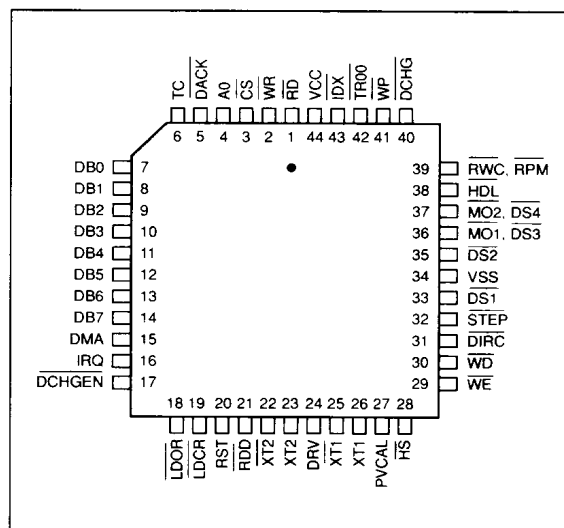 TC DACK A0 CS WR RD VCC IDX TR00 WP DCHG
6 5 4 3 2 1 44 43 42 41 40
DB0 7 39 RWC, RPM
DB1 8 38 HDL
DB2 9 37 MO2, DS4
DB3 10 36 MO1, DS3
DB4 11 35 DS2
DB5 12 34 VSS
DB6 13 33 DS1
DB7 14 32 STEP
DMA 15 31 DIRC
IRQ 16 30 WD
DCHGEN 17 29 WE
18 19 20 21 22 23 24 25 26 27 28
LDOR LDCR RST RDD XT2 XT2 DRV XT1 XT1 PVCAL HS